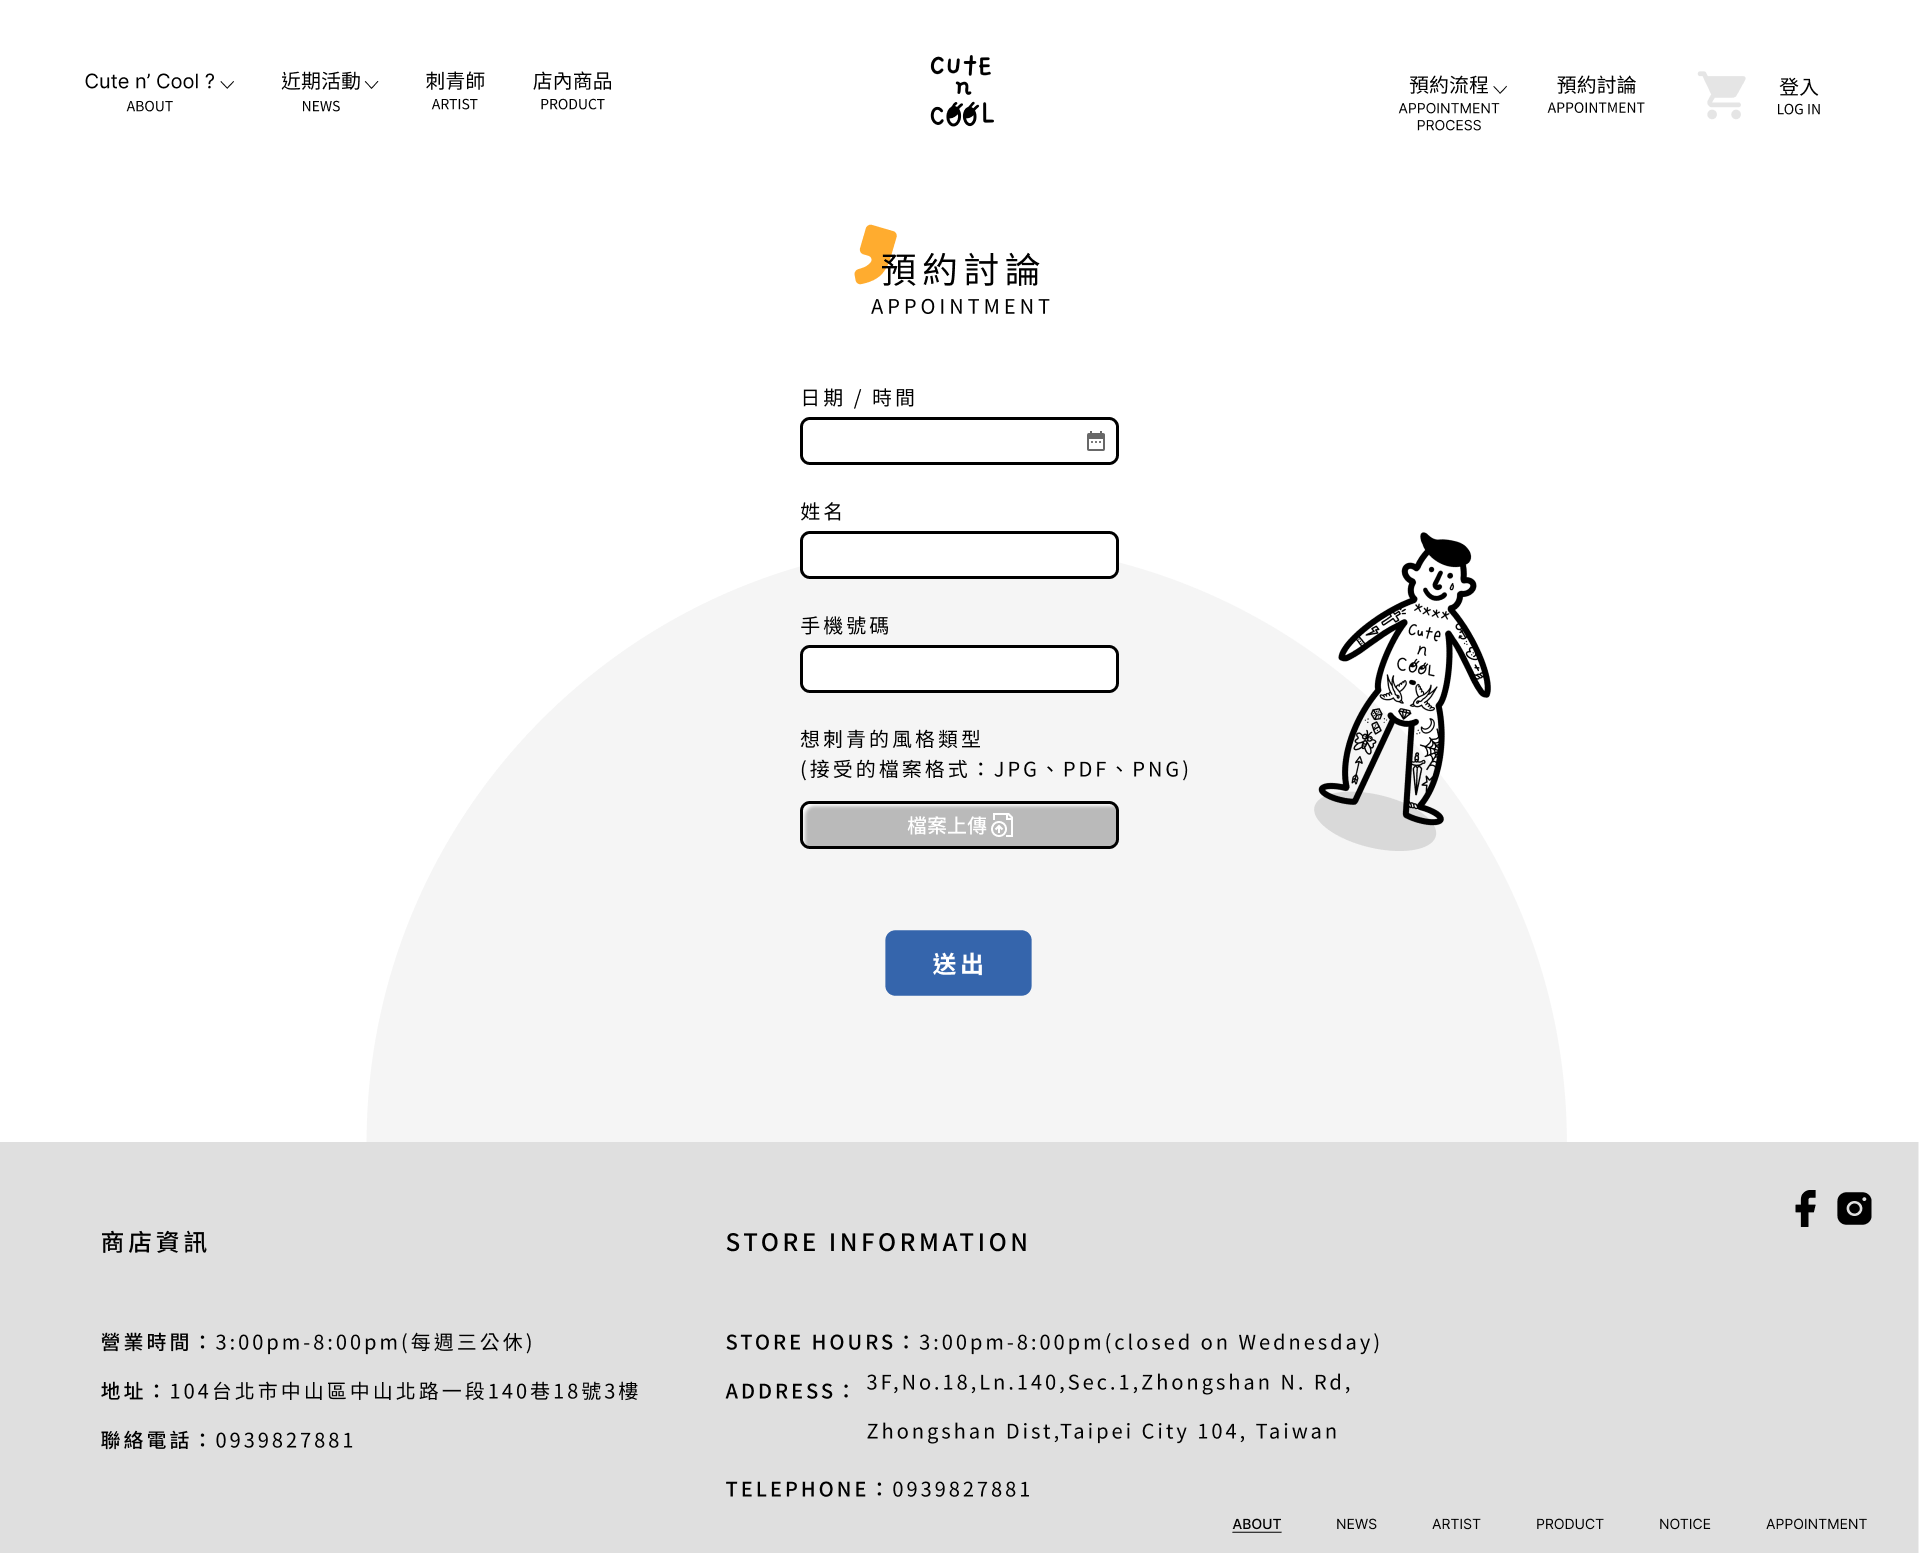 Cute n’ Cool ?
ABOUT
近期活動
NEWS
刺青師
ARTIST
店內商品
PRODUCT
CUTE
n
COOL
預約流程
APPOINTMENT
PROCESS
預約討論
APPOINTMENT
登入
LOG IN
預約討論
APPOINTMENT
日期 / 時間
姓名
手機號碼
想刺青的風格類型
(接受的檔案格式：JPG、PDF、PNG)
檔案上傳
Cute
n
COOL
送出
商店資訊
營業時間：3:00pm-8:00pm(每週三公休)
地址：104台北市中山區中山北路一段140巷18號3樓
聯絡電話：0939827881
STORE INFORMATION
STORE HOURS：3:00pm-8:00pm(closed on Wednesday)
ADDRESS： 3F,No.18,Ln.140,Sec.1,Zhongshan N. Rd,
Zhongshan Dist,Taipei City 104, Taiwan
TELEPHONE：0939827881
ABOUT
NEWS
ARTIST
PRODUCT
NOTICE
APPOINTMENT